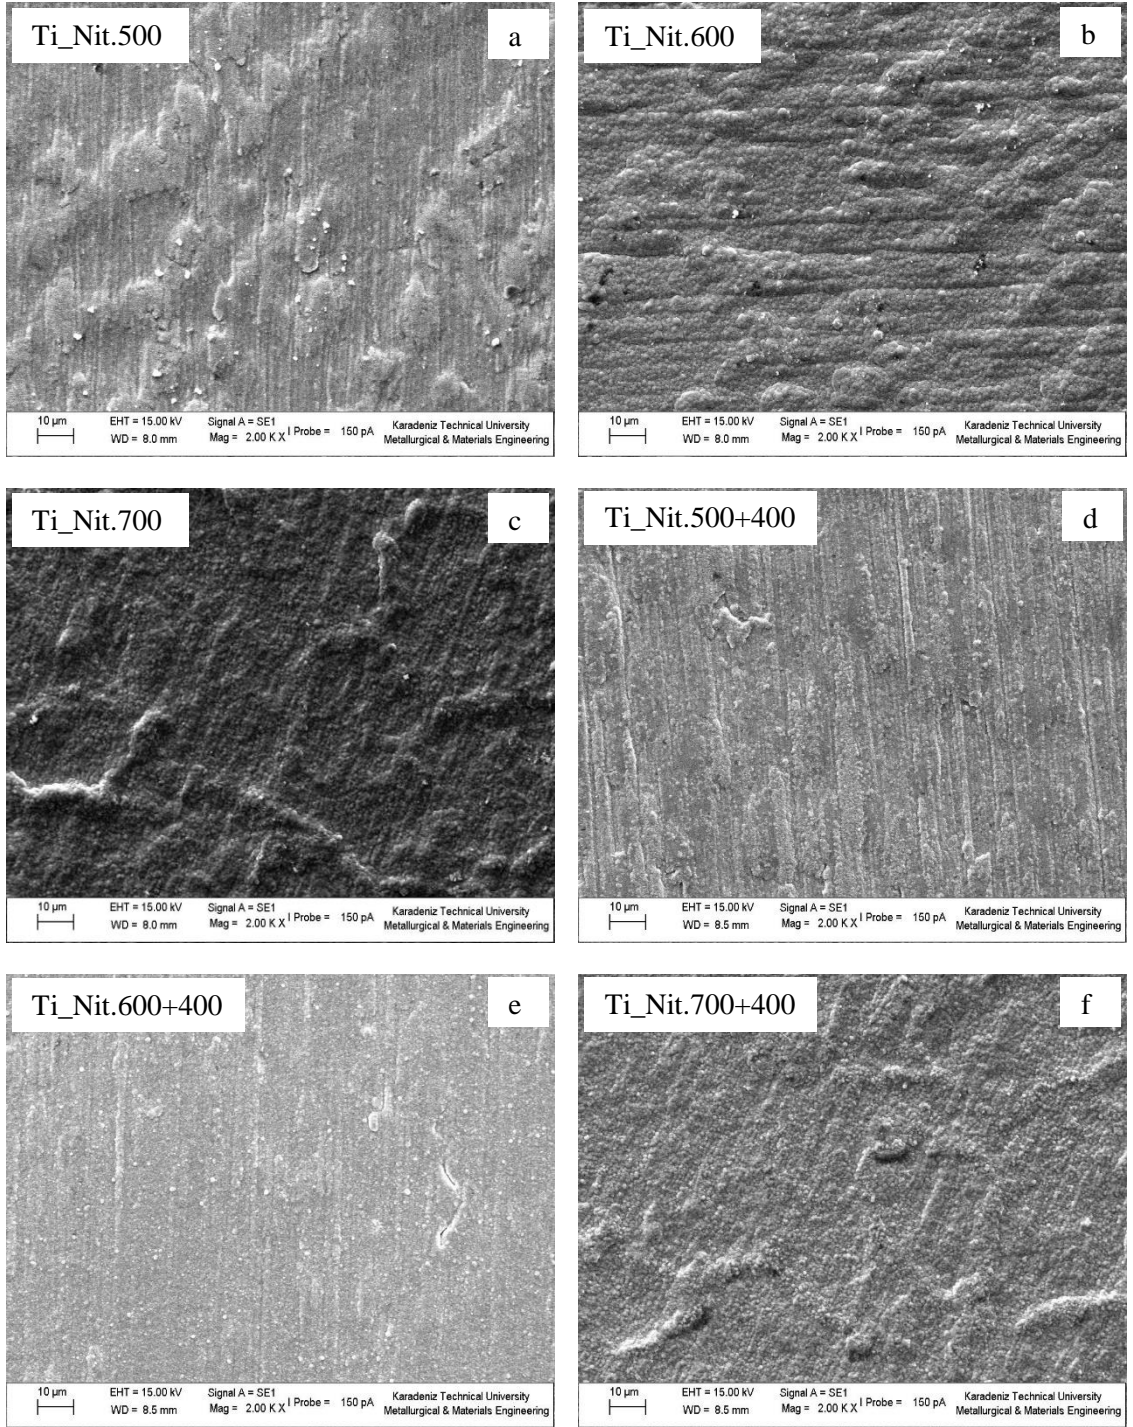 Ti_Nit.500
a
10 µm
EHT = 15.00 kV
Signal A = SE1
WD = 8.0 mm
Mag = 2.00 K X
I Probe = 150 pA
Karadeniz Technical University
Metallurgical & Materials Engineering
Ti_Nit.600
b
10 µm
EHT = 15.00 kV
Signal A = SE1
WD = 8.0 mm
Mag = 2.00 K X
I Probe = 150 pA
Karadeniz Technical University
Metallurgical & Materials Engineering
Ti_Nit.700
c
10 µm
EHT = 15.00 kV
Signal A = SE1
WD = 8.0 mm
Mag = 2.00 K X
I Probe = 150 pA
Karadeniz Technical University
Metallurgical & Materials Engineering
Ti_Nit.500+400
d
10 µm
EHT = 15.00 kV
Signal A = SE1
WD = 8.5 mm
Mag = 2.00 K X
I Probe = 150 pA
Karadeniz Technical University
Metallurgical & Materials Engineering
Ti_Nit.600+400
e
10 µm
EHT = 15.00 kV
Signal A = SE1
WD = 8.5 mm
Mag = 2.00 K X
I Probe = 150 pA
Karadeniz Technical University
Metallurgical & Materials Engineering
Ti_Nit.700+400
f
10 µm
EHT = 15.00 kV
Signal A = SE1
WD = 8.5 mm
Mag = 2.00 K X
I Probe = 150 pA
Karadeniz Technical University
Metallurgical & Materials Engineering